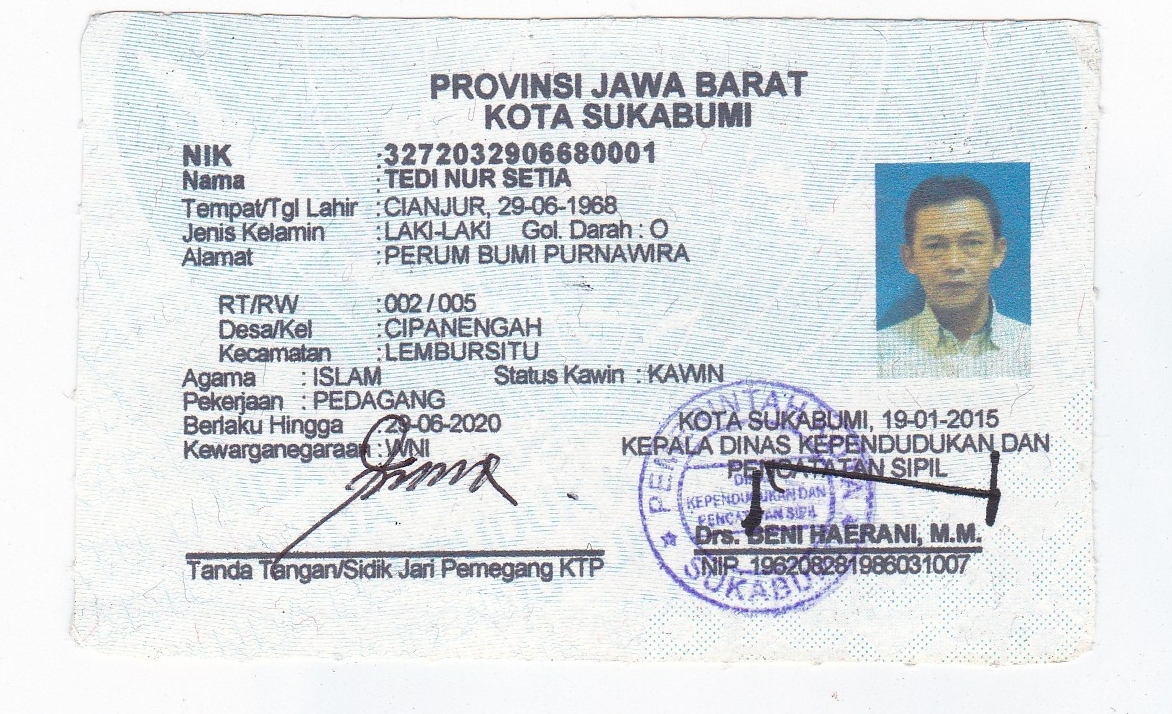 PROVINSI JAWA BARAT
KOTA SUKABUMI
NIK : 3272032906680001
Nama : TEDI NUR SETIA
Tempat/Tgl Lahir : CIANJUR, 29-06-1968
Jenis Kelamin : LAKI-LAKI Gol. Darah : O
Alamat : PERUM BUMI PURNAWIRA
RT/RW : 002 / 005
Desa/Kel : CIPANENGAH
Kecamatan : LEMBURSITU
Agama : ISLAM Status Kawin : KAWIN
Pekerjaan : PEDAGANG
Berlaku Hingga : 29-06-2020
Kewarganegaraan : WNI
KOTA SUKABUMI, 19-01-2015
KEPALA DINAS KEPENDUDUKAN DAN
PENCATATAN SIPIL
KEPENDUDUKAN DAN
PENCATATAN SIPIL
SUKABUMI
Drs. BENI HAERANI, M.M.
NIP. 196208281986031007
Tanda Tangan/Sidik Jari Pemegang KTP